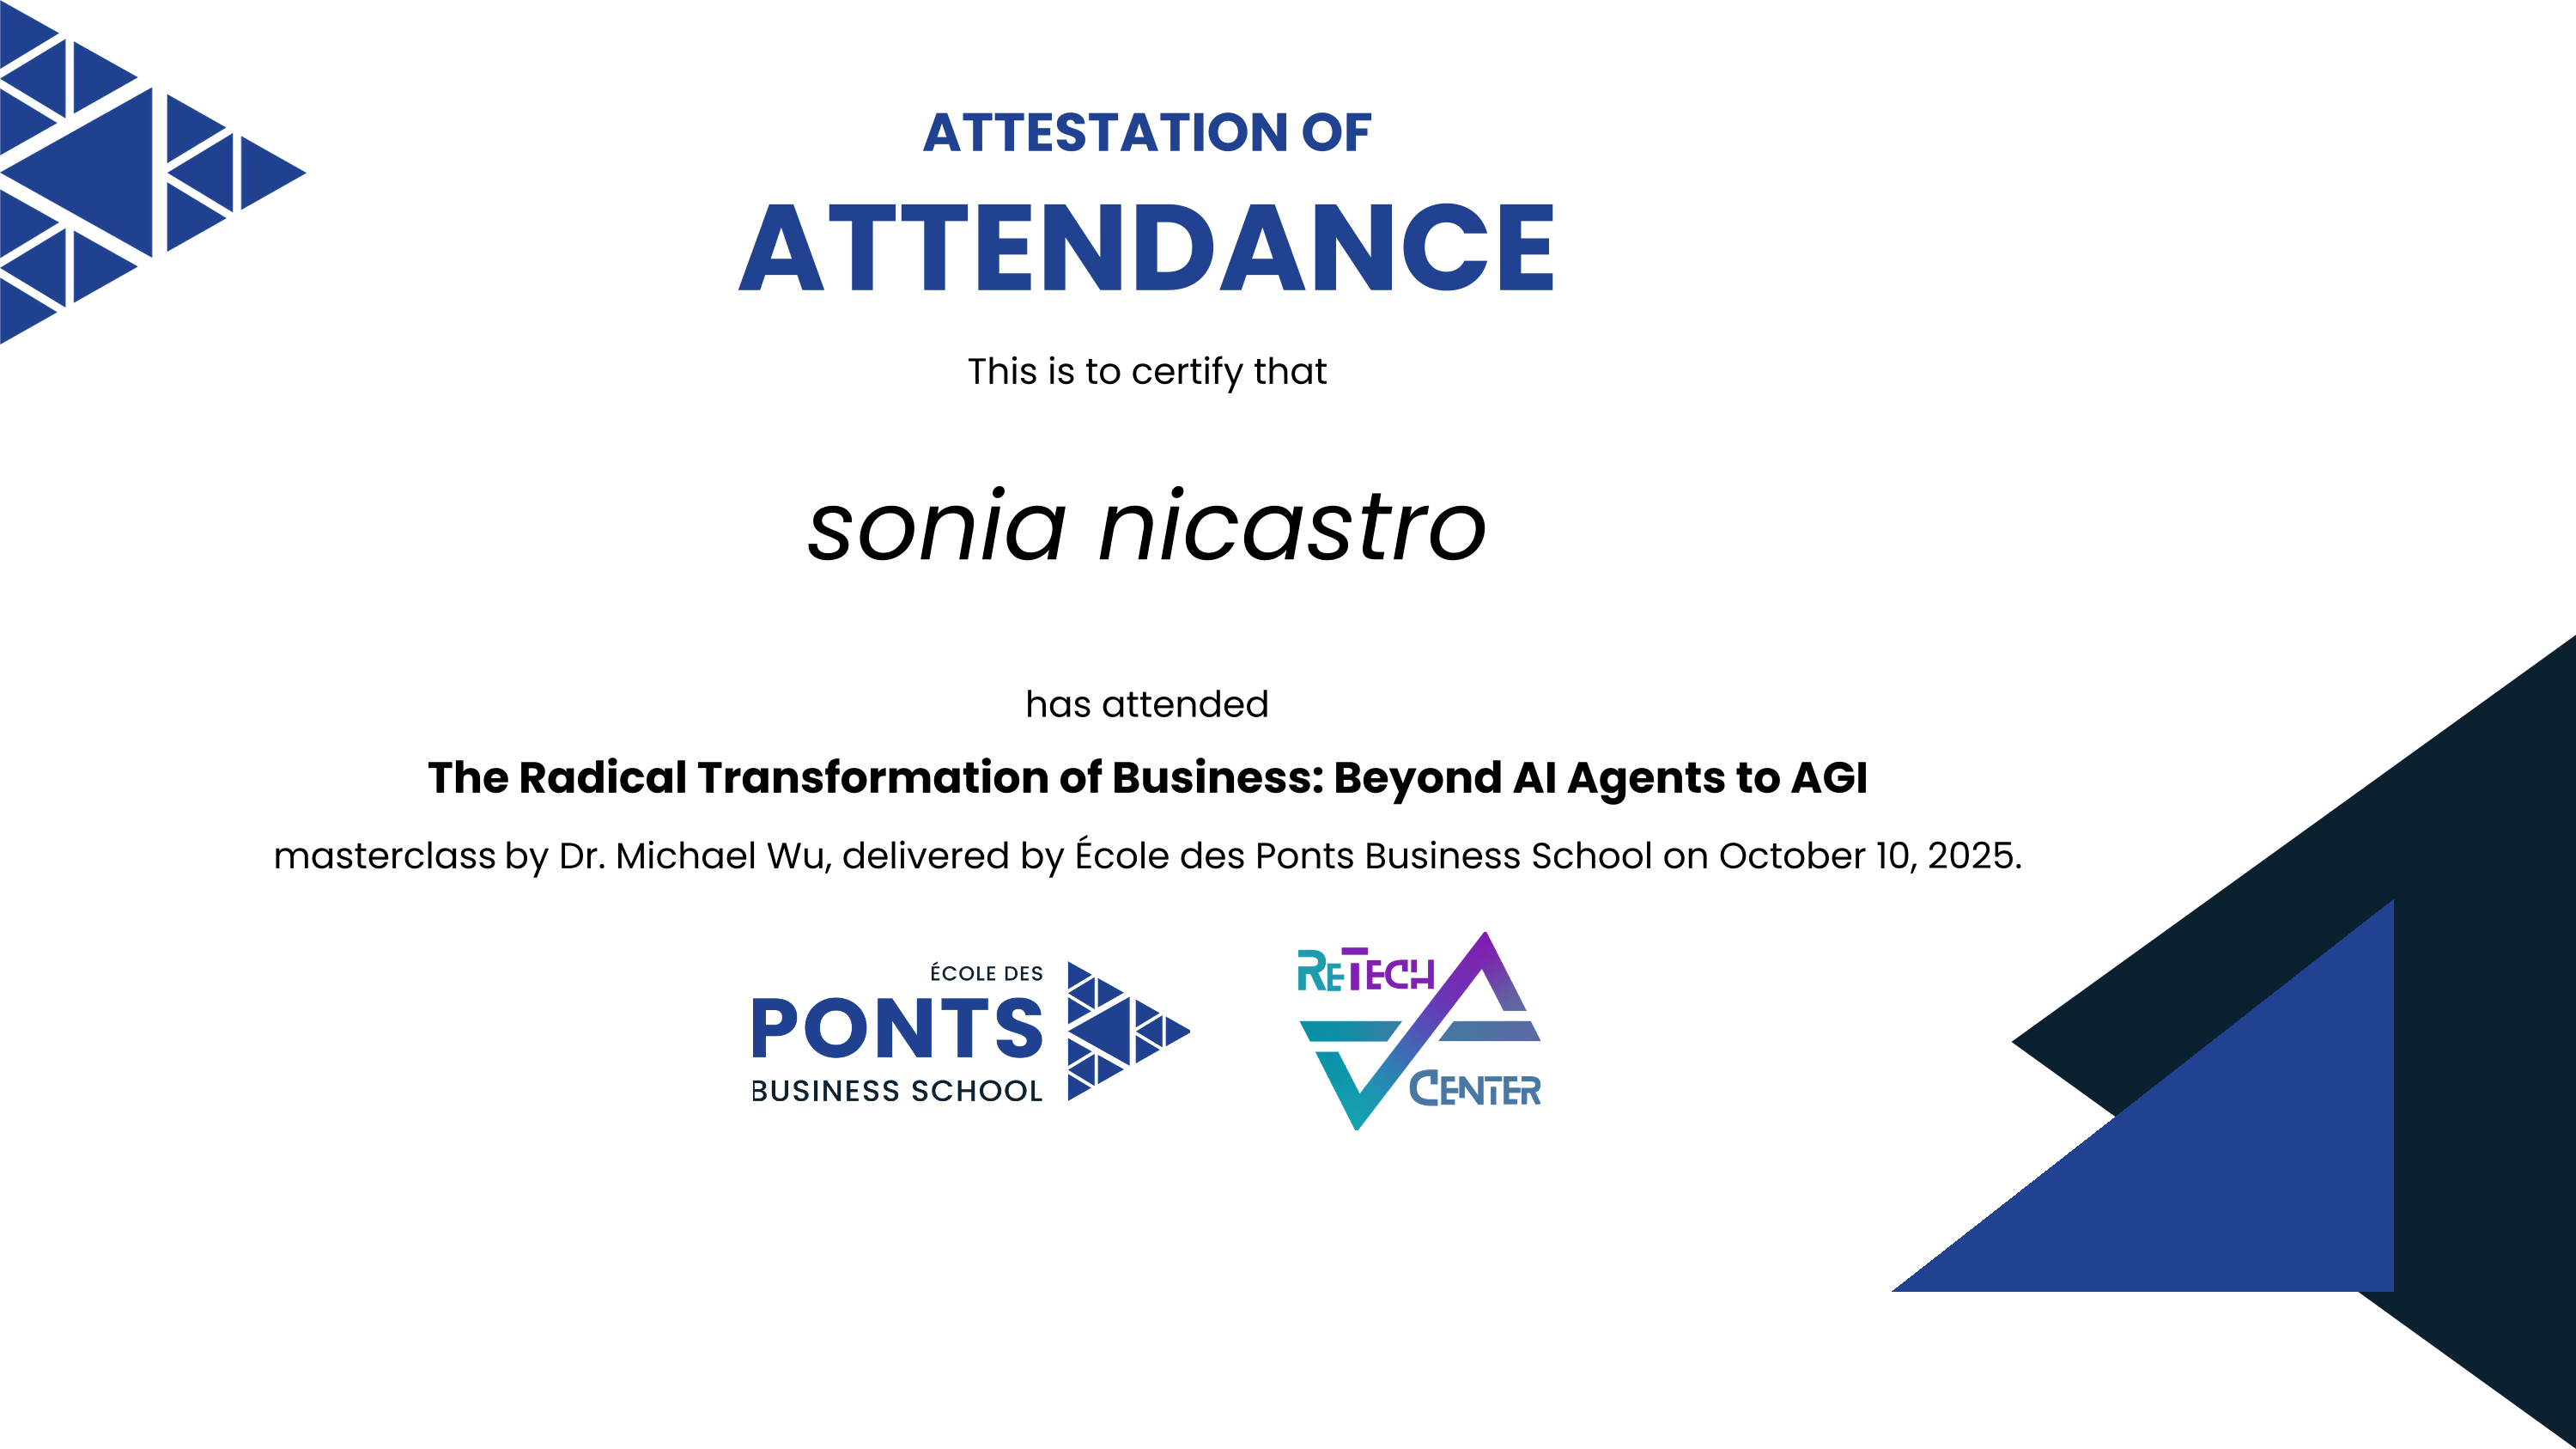 ATTESTATION OF
ATTENDANCE
This is to certify that
sonia nicastro
has attended
The Radical Transformation of Business: Beyond AI Agents to AGI
masterclass by Dr. Michael Wu, delivered by École des Ponts Business School on October 10, 2025.
ÉCOLE DES
PONTS
BUSINESS SCHOOL
RETECH
CENTER